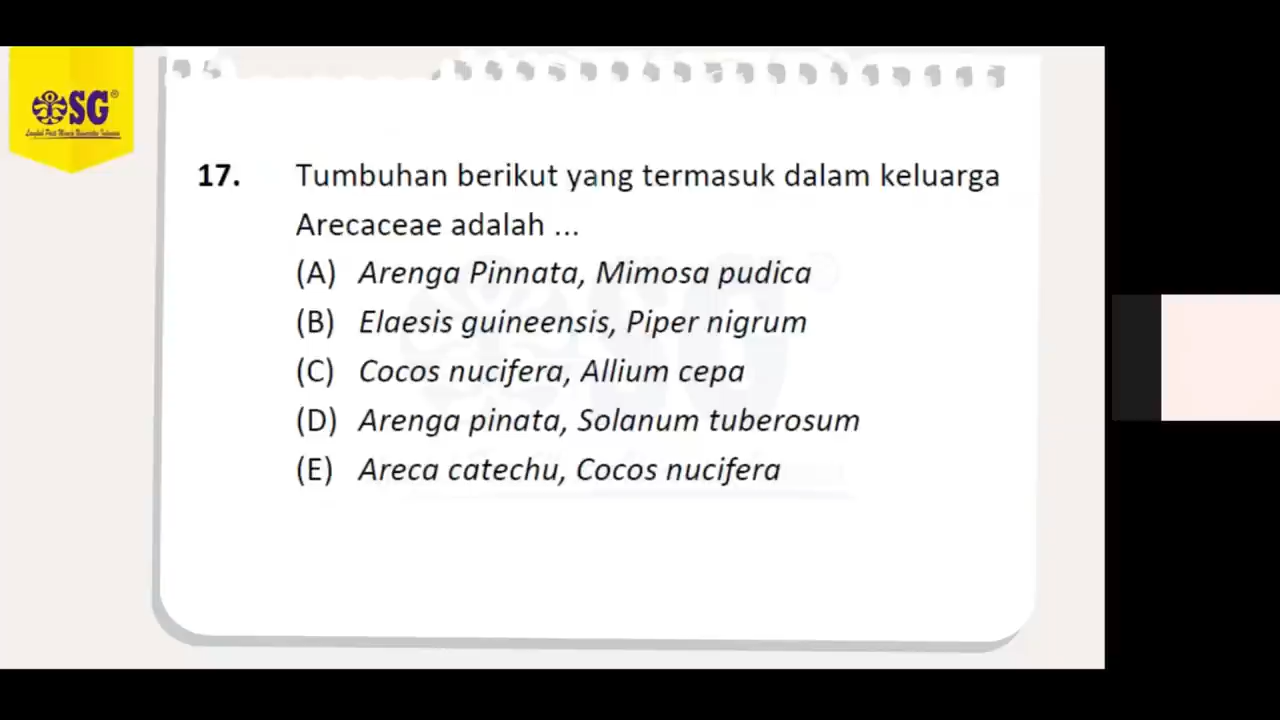 SG®
17. Tumbuhan berikut yang termasuk dalam keluarga
Arecaceae adalah ...
(A) Arenga Pinnata, Mimosa pudica
(B) Elaesis guineensis, Piper nigrum
(C) Cocos nucifera, Allium cepa
(D) Arenga pinata, Solanum tuberosum
(E) Areca catechu, Cocos nucifera